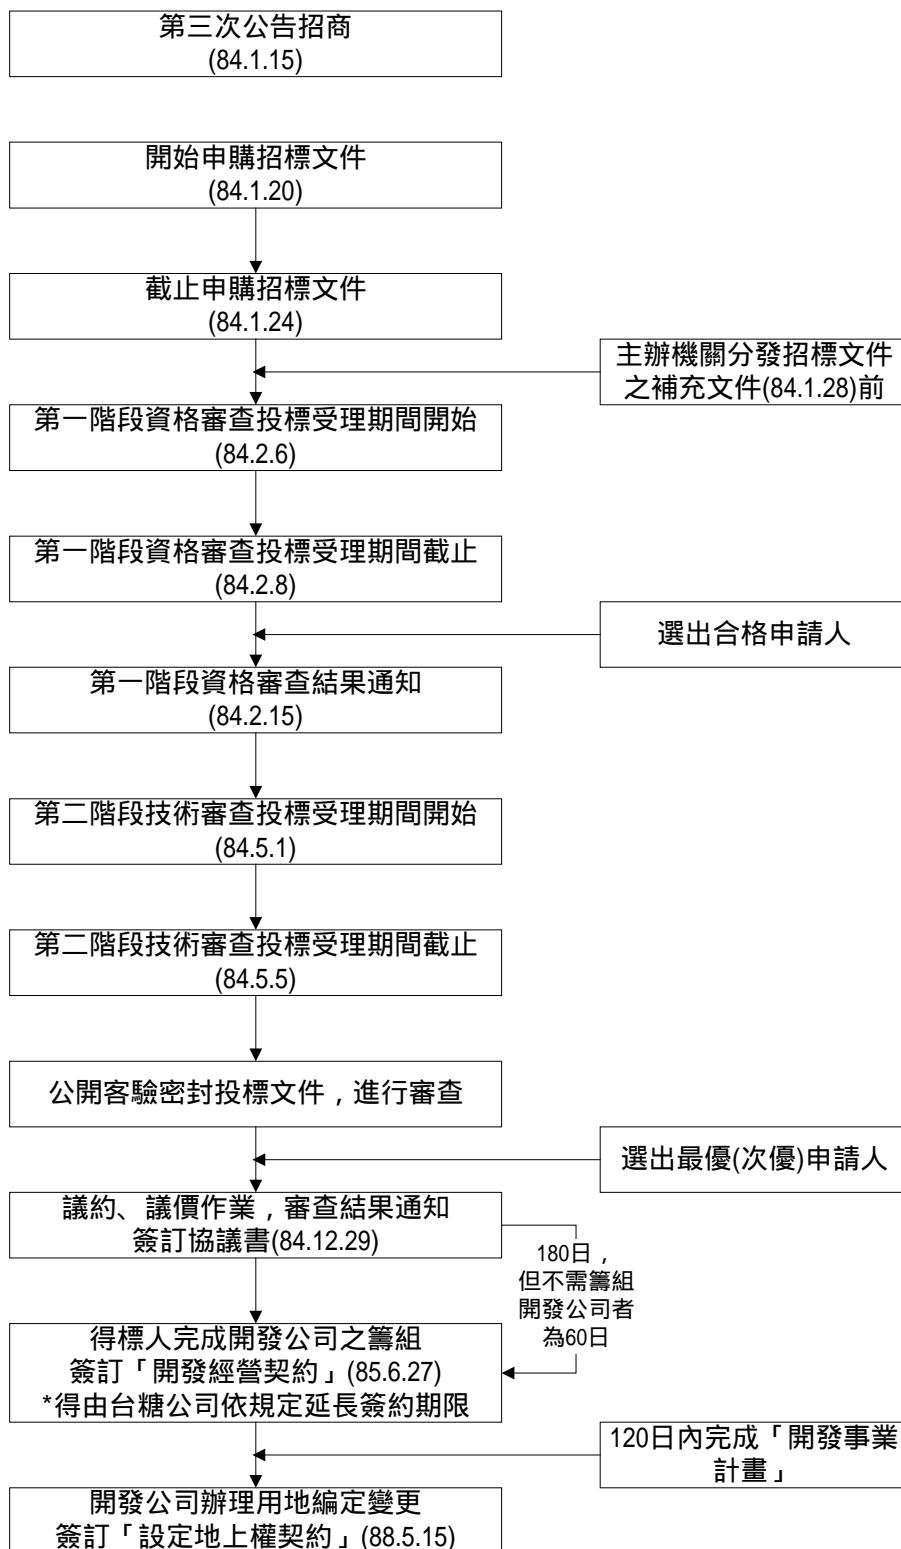 第三次公告招商
(84.1.15)
開始申購招標文件
(84.1.20)
截止申購招標文件
(84.1.24)
主辦機關分發招標文件
之補充文件(84.1.28)前
第一階段資格審查投標受理期間開始
(84.2.6)
第一階段資格審查投標受理期間截止
(84.2.8)
選出合格申請人
第一階段資格審查結果通知
(84.2.15)
第二階段技術審查投標受理期間開始
(84.5.1)
第二階段技術審查投標受理期間截止
(84.5.5)
公開客驗密封投標文件，進行審查
選出最優(次優)申請人
議約、議價作業，審查結果通知
簽訂協議書(84.12.29)
180日，
但不需籌組
開發公司者
為60日
得標人完成開發公司之籌組
簽訂「開發經營契約」(85.6.27)
*得由台糖公司依規定延長簽約期限
120日內完成「開發事業
計畫」
開發公司辦理用地編定變更
簽訂「設定地上權契約」(88.5.15)